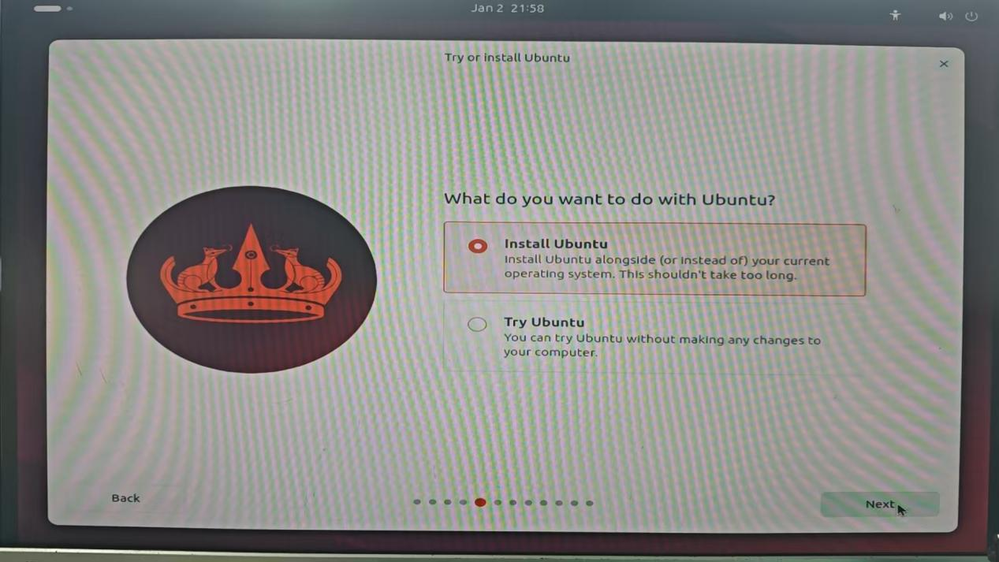 Jan 2 21:58
Try or install Ubuntu
What do you want to do with Ubuntu?
Install Ubuntu
Install Ubuntu alongside (or instead of) your current
operating system. This shouldn't take too long.
Try Ubuntu
You can try Ubuntu without making any changes to
your computer.
Back
Next